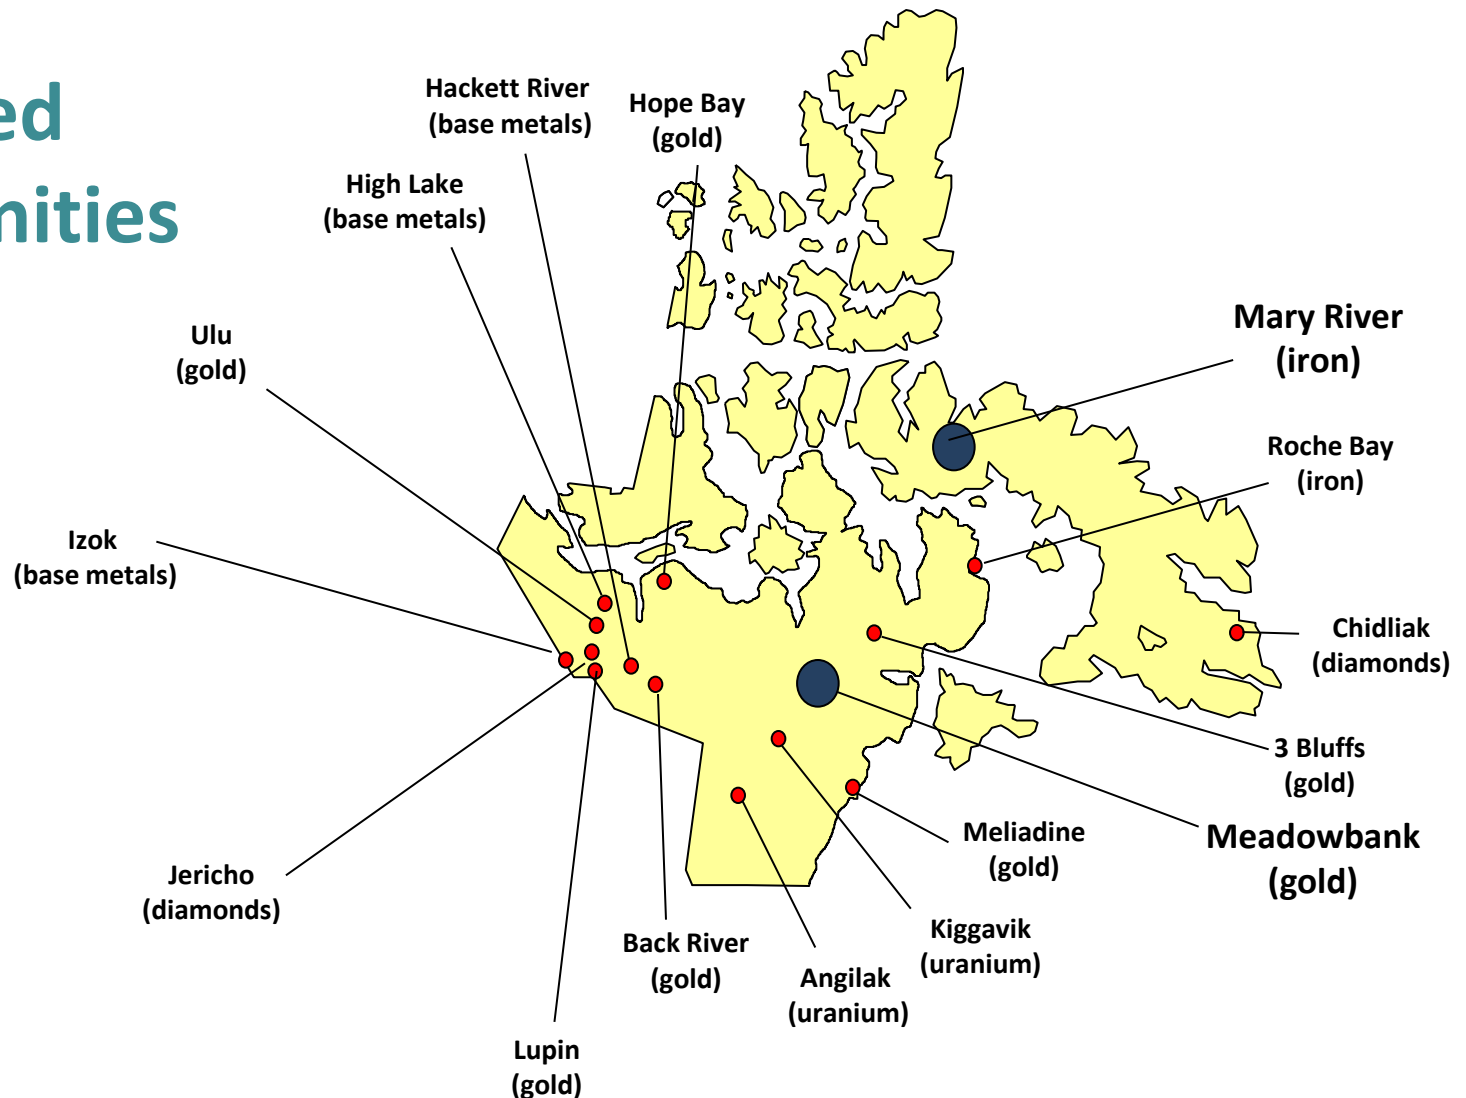 ed
nities
Hackett River
(base metals)
Hope Bay
(gold)
High Lake
(base metals)
Ulu
(gold)
Izok
(base metals)
Mary River
(iron)
Roche Bay
(iron)
Chidliak
(diamonds)
3 Bluffs
(gold)
Meadowbank
(gold)
Meliadine
(gold)
Kiggavik
(uranium)
Angilak
(uranium)
Back River
(gold)
Jericho
(diamonds)
Lupin
(gold)